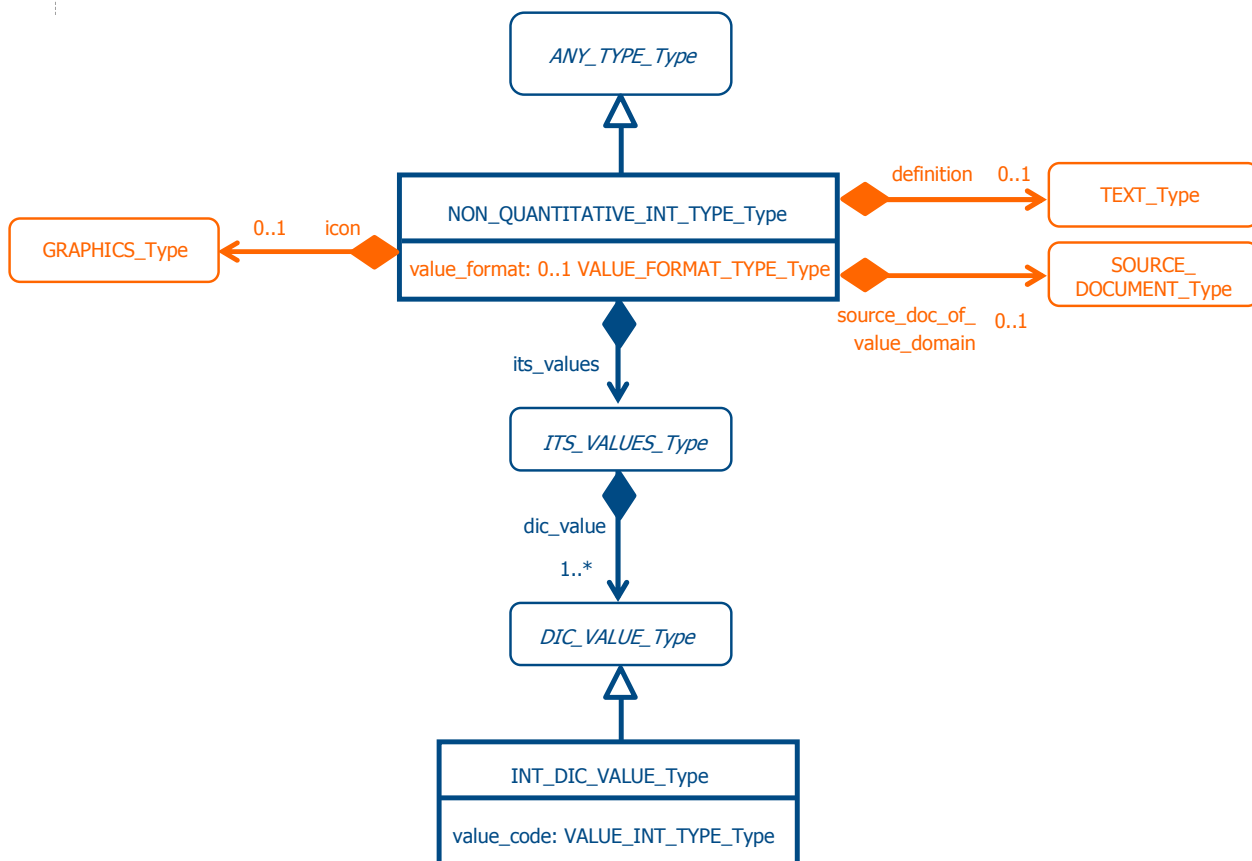 ANY_TYPE_Type
definition 0..1
TEXT_Type
NON_QUANTITATIVE_INT_TYPE_Type
0..1 icon
GRAPHICS_Type
value_format: 0..1 VALUE_FORMAT_TYPE_Type
SOURCE_
DOCUMENT_Type
source_doc_of_ 0..1
value_domain
its_values
ITS_VALUES_Type
dic_value
1..*
DIC_VALUE_Type
INT_DIC_VALUE_Type
value_code: VALUE_INT_TYPE_Type